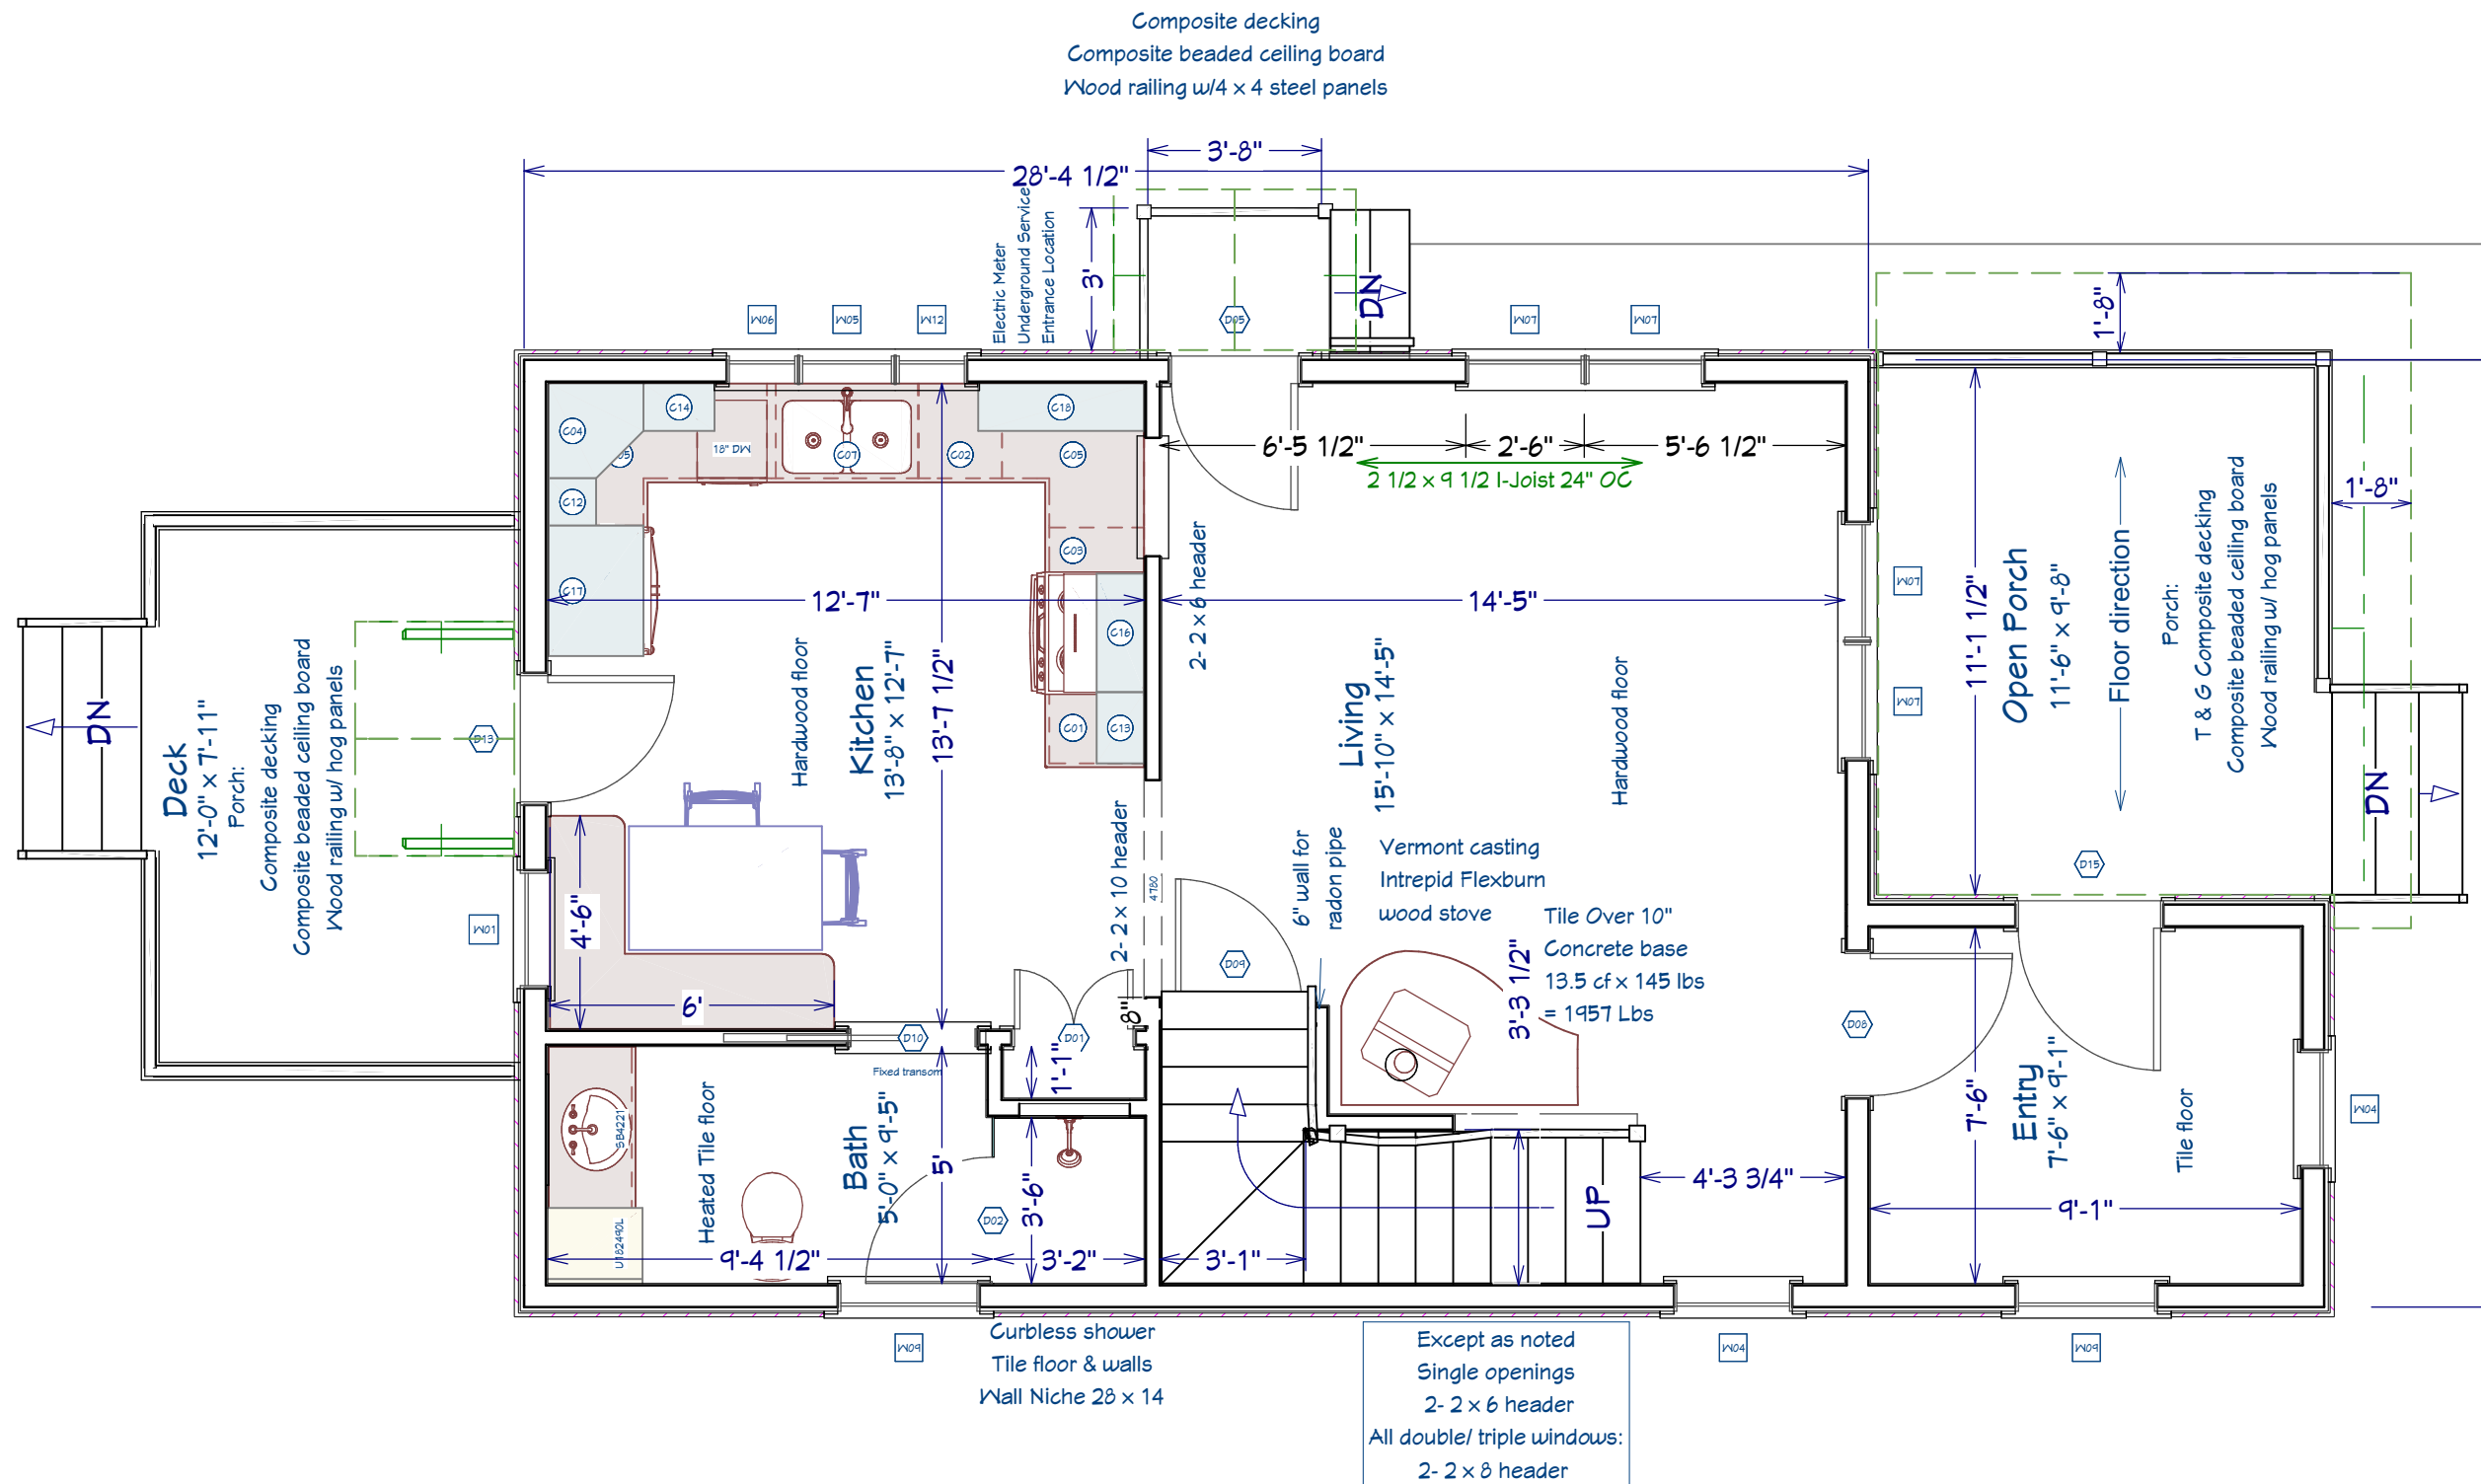 Composite decking
Composite beaded ceiling board
Wood railing w/4 x 4 steel panels
3'-8"
28'-4 1/2"
Electric Meter
Underground Service
Entrance Location
3'
DN
1'-8"
W06
W05
W12
D05
W07
W07
C14
C18
C04
05
18" DW
C07
C02
C05
C12
C03
C17
C16
C01
C13
6'-5 1/2"
2'-6"
5'-6 1/2"
2 1/2 x 9 1/2 I-Joist 24" OC
2- 2 x 6 header
12'-7"
14'-5"
Hardwood floor
Kitchen
13'-8" x 12'-7"
13'-7 1/2"
Living
15'-10" x 14'-5"
Hardwood floor
W07
W07
11'-1 1/2"
Open Porch
11'-6" x 9'-8"
Floor direction
Porch:
T & G Composite decking
Composite beaded ceiling board
Wood railing w/ hog panels
1'-8"
DN
D15
DN
Deck
12'-0" x 7'-11"
Porch:
Composite decking
Composite beaded ceiling board
Wood railing w/ hog panels
D13
W01
4'-6"
6'
2- 2 x 10 header
4780
D09
6" wall for
radon pipe
Vermont casting
Intrepid Flexburn
wood stove
Tile Over 10"
Concrete base
13.5 cf x 145 lbs
= 1957 Lbs
3'-3 1/2"
8"
D10
D01
D08
Fixed transom
1'-1"
SB4221
U182490L
Heated Tile floor
Bath
5'-0" x 9'-5"
5'
3'-6"
D02
9'-4 1/2"
3'-2"
3'-1"
UP
4'-3 3/4"
7'-6"
Entry
7'-6" x 9'-1"
Tile floor
9'-1"
W04
W09
W04
W09
Curbless shower
Tile floor & walls
Wall Niche 28 x 14
Except as noted
Single openings
2- 2 x 6 header
All double/ triple windows:
2- 2 x 8 header